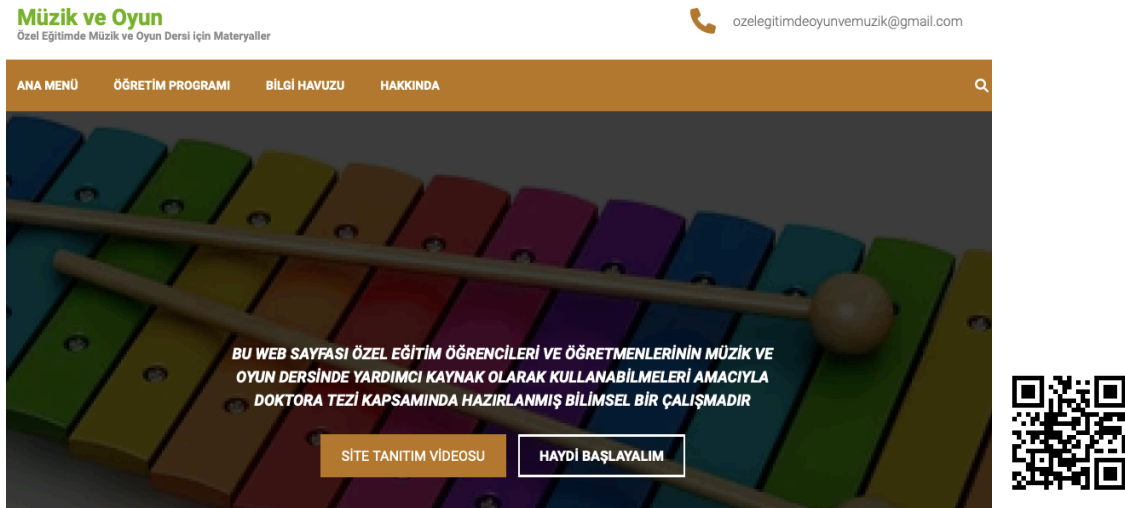 Müzik ve Oyun
Özel Eğitimde Müzik ve Oyun Dersi için Materyaller
ozelegitimdeoyunvemuzik@gmail.com
ANA MENÜ ÖĞRETİM PROGRAMI BİLGİ HAVUZU HAKKINDA
BU WEB SAYFASI ÖZEL EĞİTİM ÖĞRENCİLERİ VE ÖĞRETMENLERİNİN MÜZİK VE
OYUN DERSİNDE YARDIMCI KAYNAK OLARAK KULLANABİLMELERİ AMACIYLA
DOKTORA TEZİ KAPSAMINDA HAZIRLANMIŞ BİLİMSEL BİR ÇALIŞMADIR
SİTE TANITIM VİDEOSU HAYDİ BAŞLAYALIM